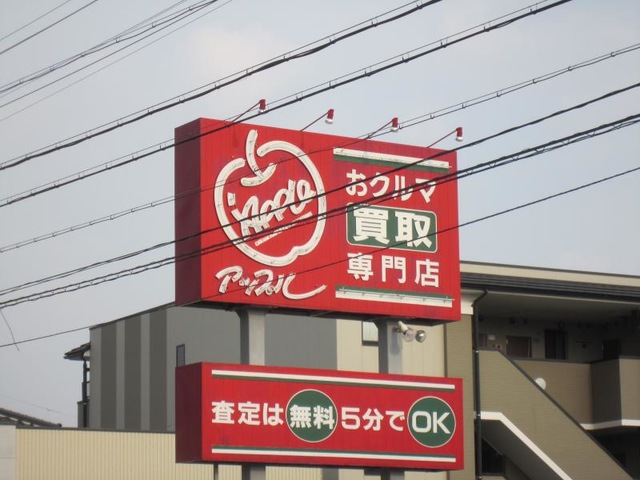 Apple
アップル
おクルマ
買取
専門店
査定は無料5分でOK